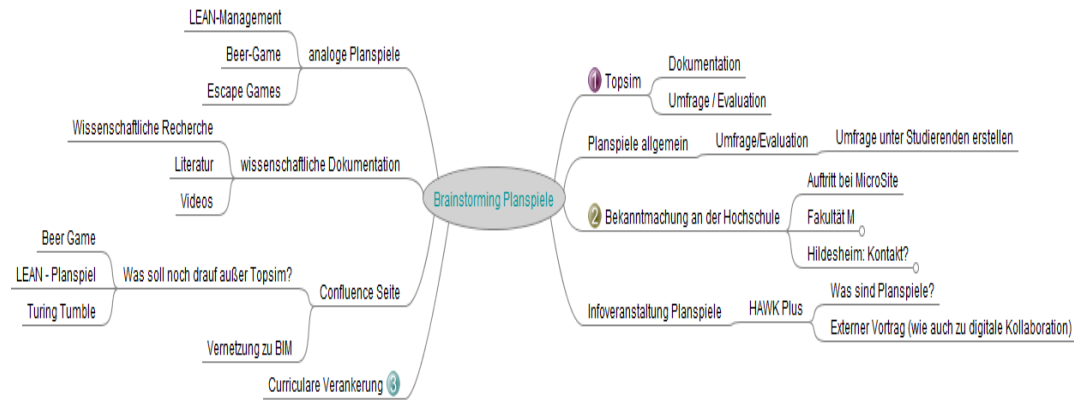 Brainstorming Planspiele
1 Topsim
Dokumentation
Umfrage / Evaluation
Planspiele allgemein
Umfrage/Evaluation
Umfrage unter Studierenden erstellen
2 Bekanntmachung an der Hochschule
Auftritt bei MicroSite
Fakultät M
Hildesheim: Kontakt?
Infoveranstaltung Planspiele
HAWK Plus
Was sind Planspiele?
Externer Vortrag (wie auch zu digitale Kollaboration)
analoge Planspiele
LEAN-Management
Beer-Game
Escape Games
wissenschaftliche Dokumentation
Wissenschaftliche Recherche
Literatur
Videos
Confluence Seite
Was soll noch drauf außer Topsim?
Beer Game
LEAN - Planspiel
Turing Tumble
Vernetzung zu BIM
Curriculare Verankerung 3